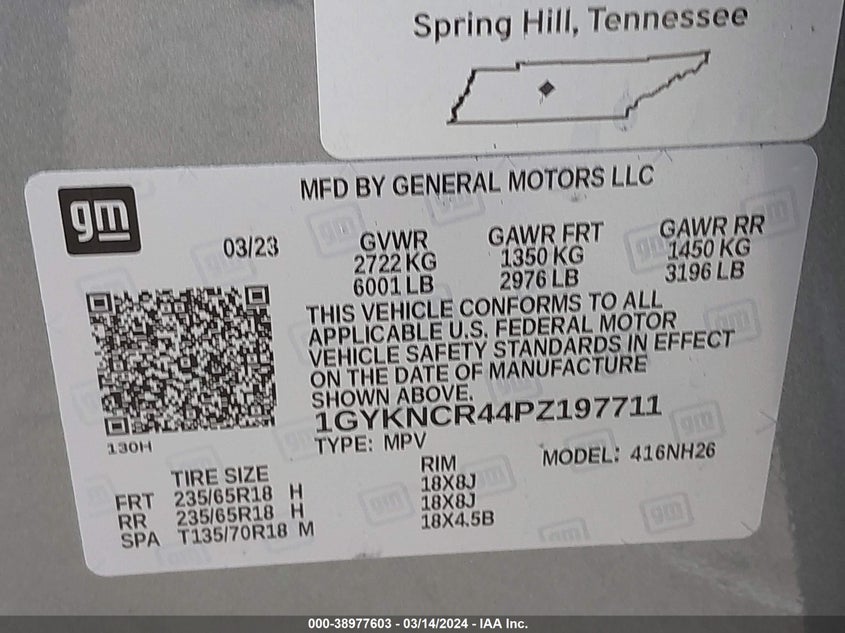 Spring Hill, Tennessee
MFD BY GENERAL MOTORS LLC
gm
03/23
GVWR
2722 KG
6001 LB
GAWR FRT
1350 KG
2976 LB
GAWR RR
1450 KG
3196 LB
THIS VEHICLE CONFORMS TO ALL
APPLICABLE U.S. FEDERAL MOTOR
VEHICLE SAFETY STANDARDS IN EFFECT
ON THE DATE OF MANUFACTURE
SHOWN ABOVE.
1GYKNCR44PZ197711
130H
TYPE: MPV
MODEL: 416NH26
TIRE SIZE RIM
FRT 235/65R18 H 18X8J
RR 235/65R18 H 18X8J
SPA T135/70R18 M 18X4.5B
000-38977603 - 03/14/2024 - IAA Inc.